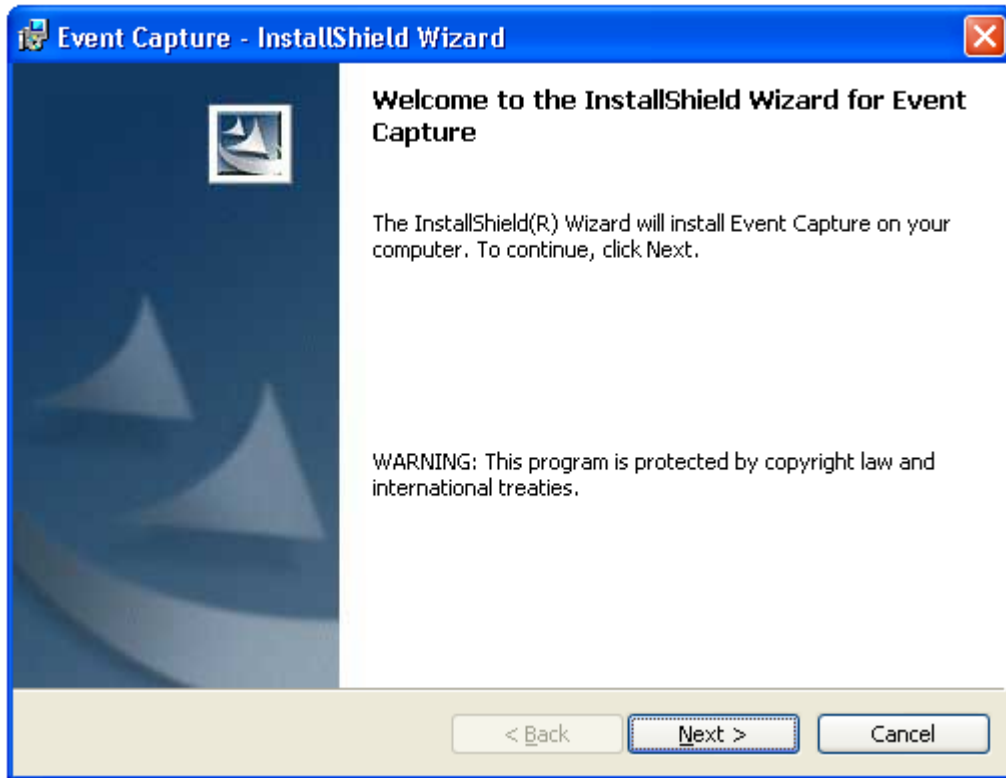 Event Capture - InstallShield Wizard
Welcome to the InstallShield Wizard for Event
Capture
The InstallShield(R) Wizard will install Event Capture on your
computer. To continue, click Next.
WARNING: This program is protected by copyright law and
international treaties.
< Back
Next >
Cancel